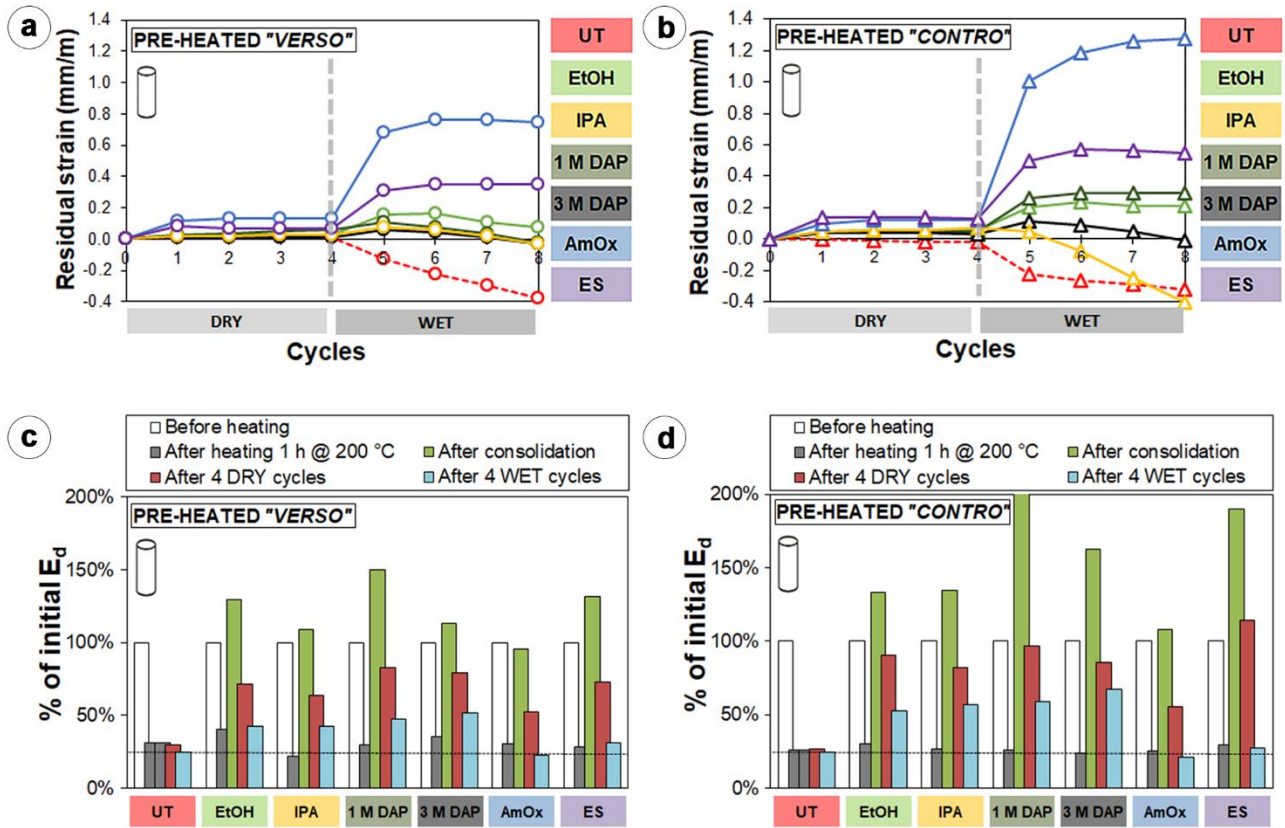 a
PRE-HEATED "VERSO"
Residual strain (mm/m)
1.4
1.2
1.0
0.8
0.6
0.4
0.2
0.0
-0.2
-0.4
0 1 2 3 4 5 6 7 8
DRY WET
Cycles
UT
EtOH
IPA
1 M DAP
3 M DAP
AmOx
ES
b
PRE-HEATED "CONTRO"
Residual strain (mm/m)
1.4
1.2
1.0
0.8
0.6
0.4
0.2
0.0
-0.2
-0.4
0 1 2 3 4 5 6 7 8
DRY WET
Cycles
UT
EtOH
IPA
1 M DAP
3 M DAP
AmOx
ES
c
Before heating
After heating 1 h @ 200 °C After consolidation
After 4 DRY cycles After 4 WET cycles
PRE-HEATED "VERSO"
% of initial Ed
200%
150%
100%
50%
0%
UT EtOH IPA 1 M DAP 3 M DAP AmOx ES
d
Before heating
After heating 1 h @ 200 °C After consolidation
After 4 DRY cycles After 4 WET cycles
PRE-HEATED "CONTRO"
% of initial Ed
200%
150%
100%
50%
0%
UT EtOH IPA 1 M DAP 3 M DAP AmOx ES